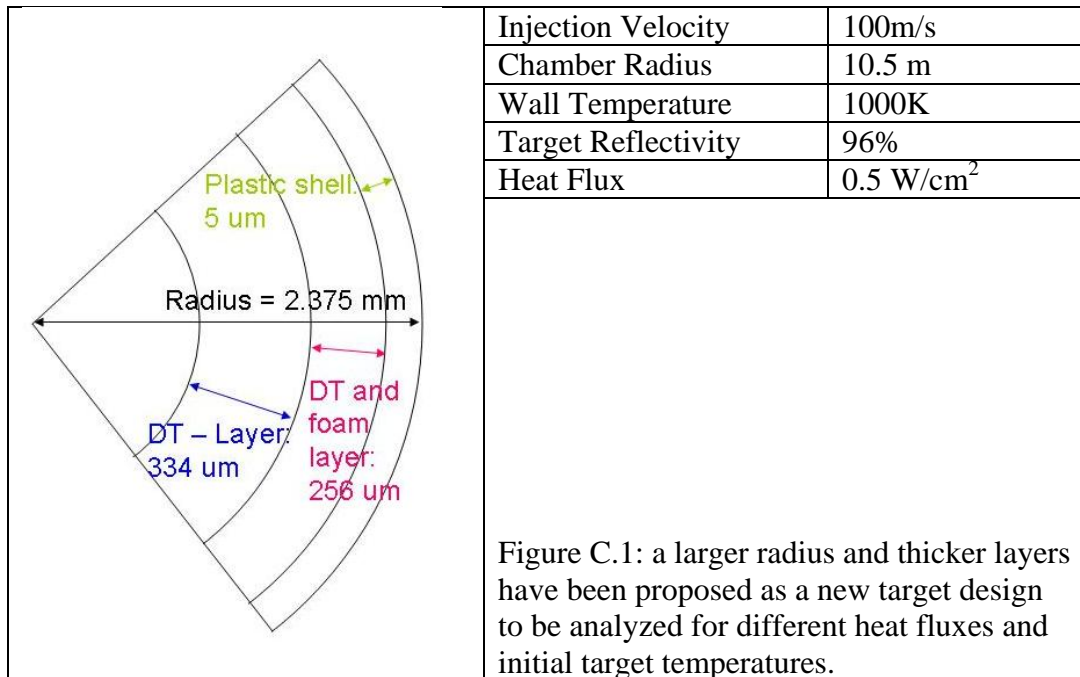 Injection Velocity 100m/s
Chamber Radius 10.5 m
Wall Temperature 1000K
Target Reflectivity 96%
Heat Flux 0.5 W/cm²
Plastic shell:
5 um
Radius = 2.375 mm
DT and
foam
layer:
256 um
DT – Layer:
334 um
Figure C.1: a larger radius and thicker layers
have been proposed as a new target design
to be analyzed for different heat fluxes and
initial target temperatures.